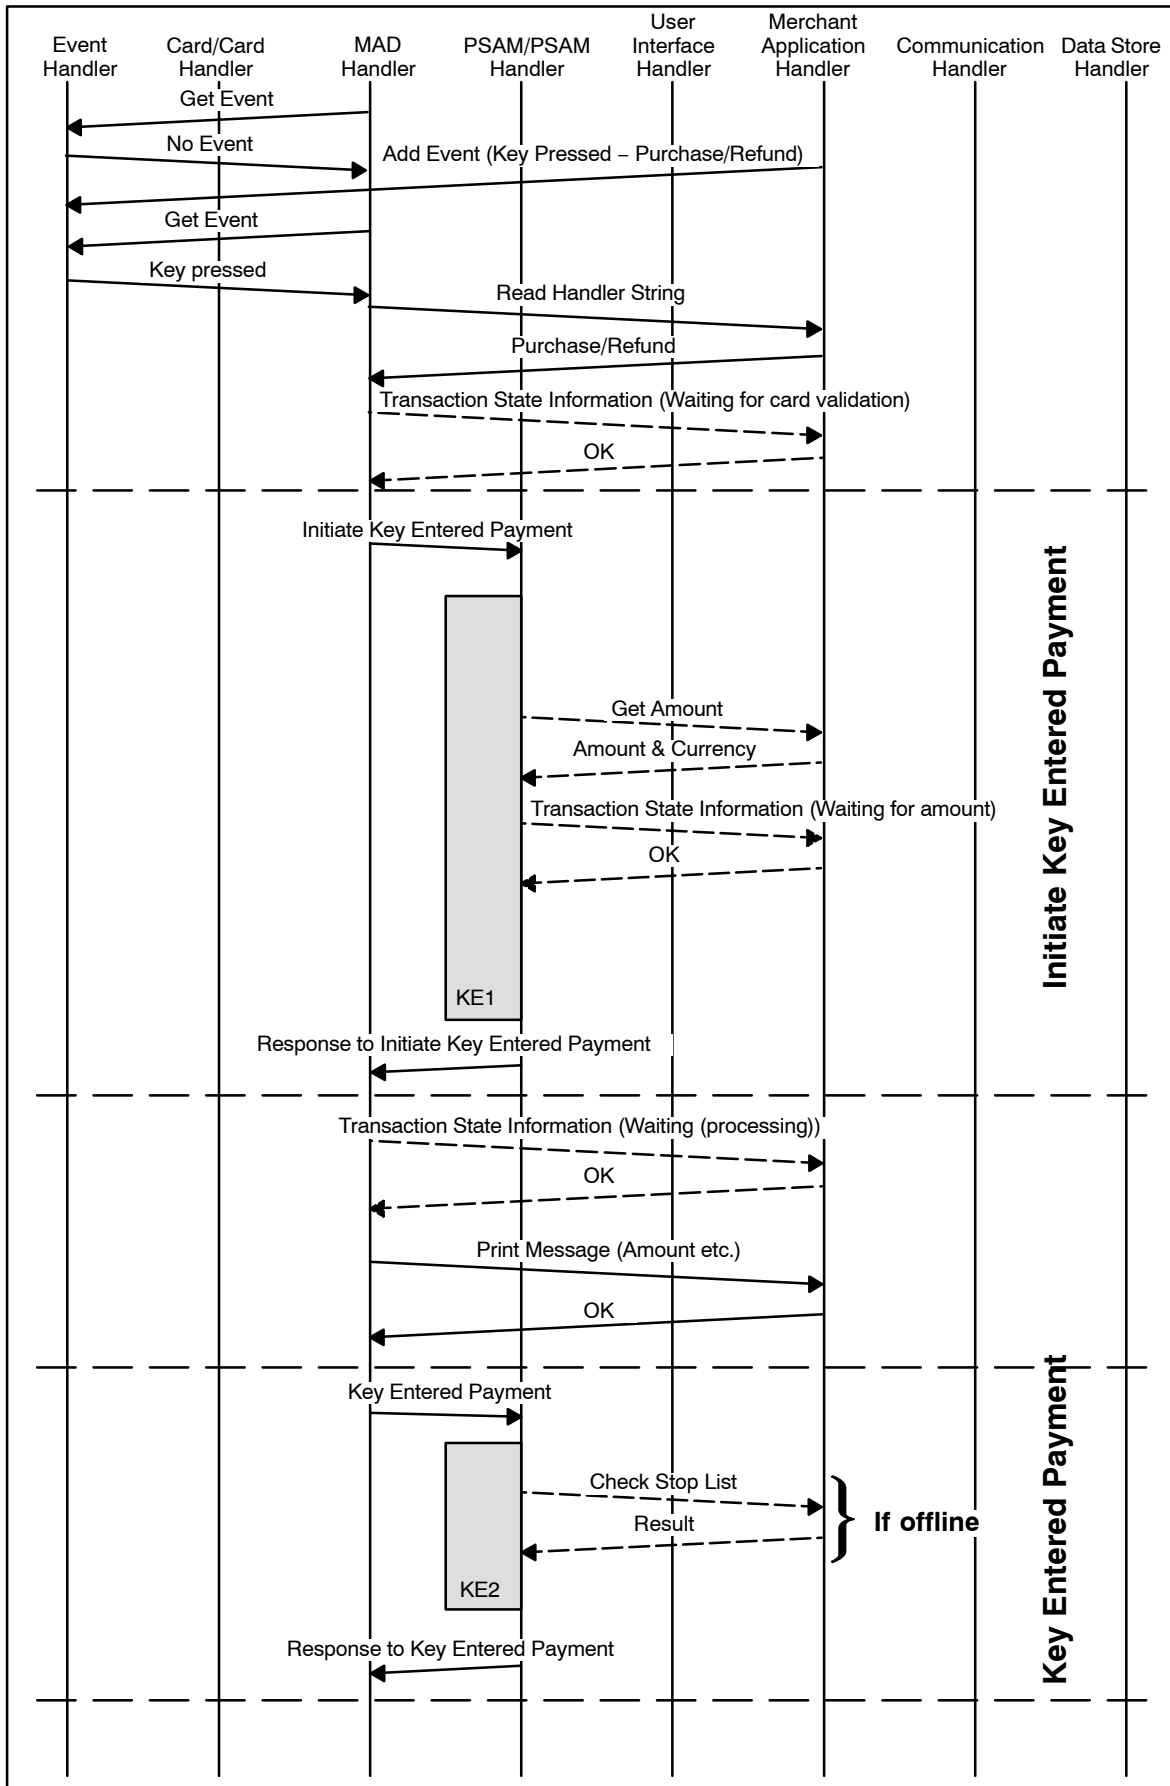 Event
Handler
Card/Card
Handler
MAD
Handler
PSAM/PSAM
Handler
User
Interface
Handler
Merchant
Application
Handler
Communication
Handler
Data Store
Handler
Get Event
No Event
Add Event (Key Pressed – Purchase/Refund)
Get Event
Key pressed
Read Handler String
Purchase/Refund
Transaction State Information (Waiting for card validation)
OK
Initiate Key Entered Payment
Initiate Key Entered Payment
Get Amount
Amount & Currency
Transaction State Information (Waiting for amount)
OK
KE1
Response to Initiate Key Entered Payment
Transaction State Information (Waiting (processing))
OK
Print Message (Amount etc.)
OK
Key Entered Payment
Key Entered Payment
Check Stop List
Result
If offline
KE2
Response to Key Entered Payment